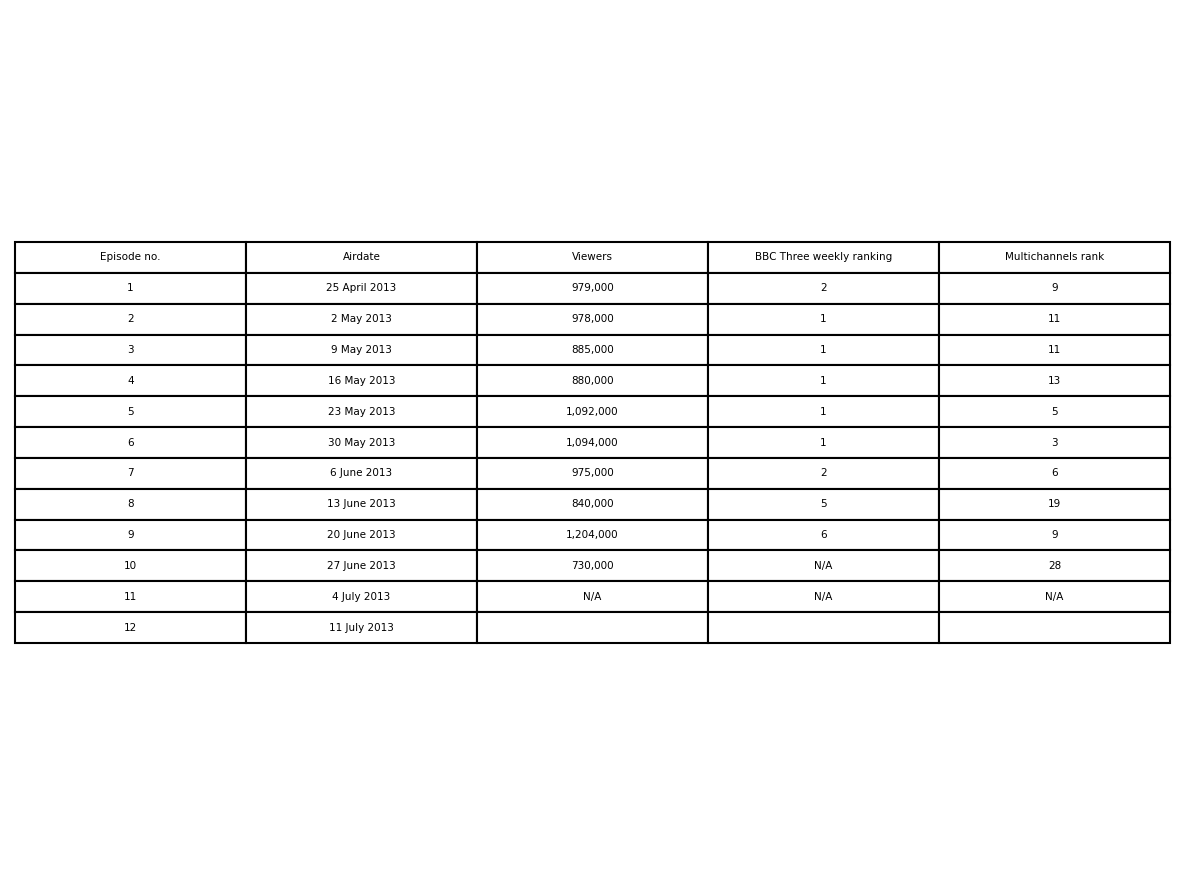 Episode no. Airdate Viewers BBC Three weekly ranking Multichannels rank
1 25 April 2013 979,000 2 9
2 2 May 2013 978,000 1 11
3 9 May 2013 885,000 1 11
4 16 May 2013 880,000 1 13
5 23 May 2013 1,092,000 1 5
6 30 May 2013 1,094,000 1 3
7 6 June 2013 975,000 2 6
8 13 June 2013 840,000 5 19
9 20 June 2013 1,204,000 6 9
10 27 June 2013 730,000 N/A 28
11 4 July 2013 N/A N/A N/A
12 11 July 2013